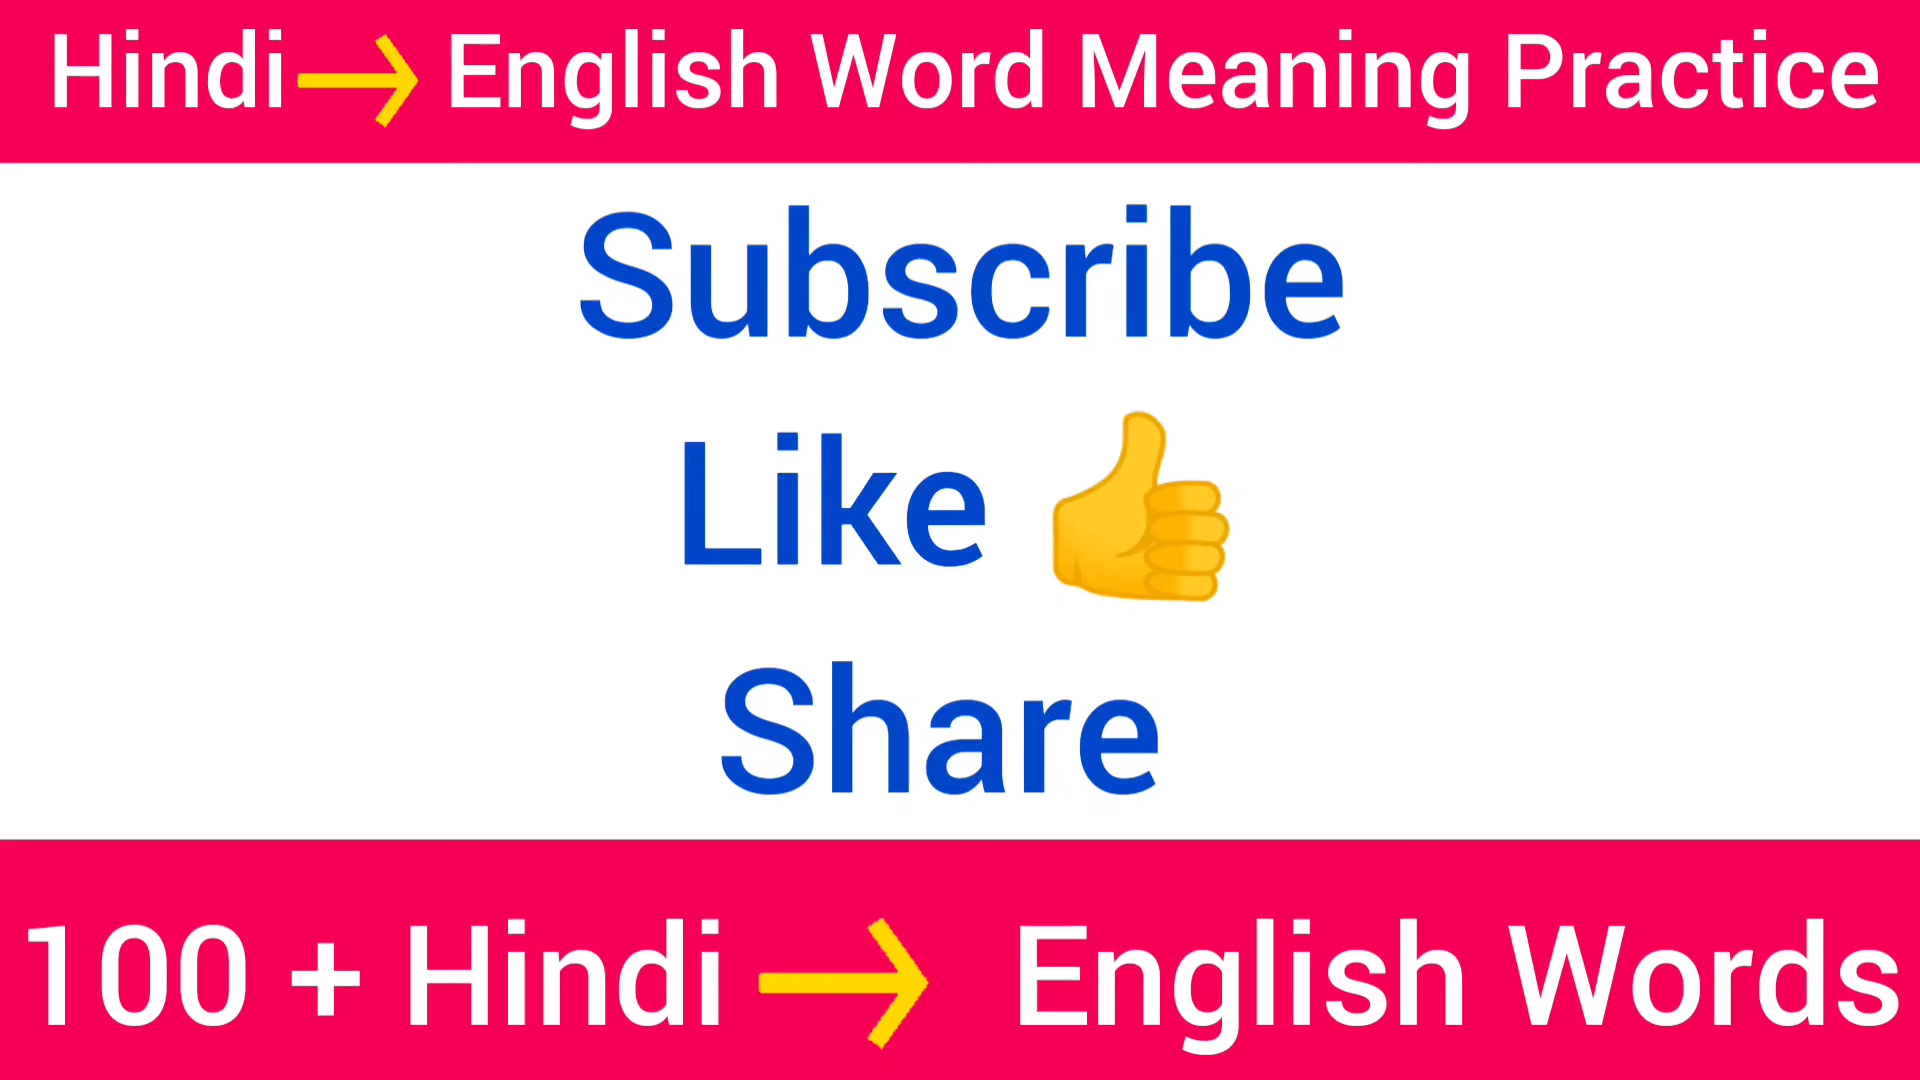 Hindi→ English Word Meaning Practice
Subscribe
Like 👍
Share
100 + Hindi → English Words